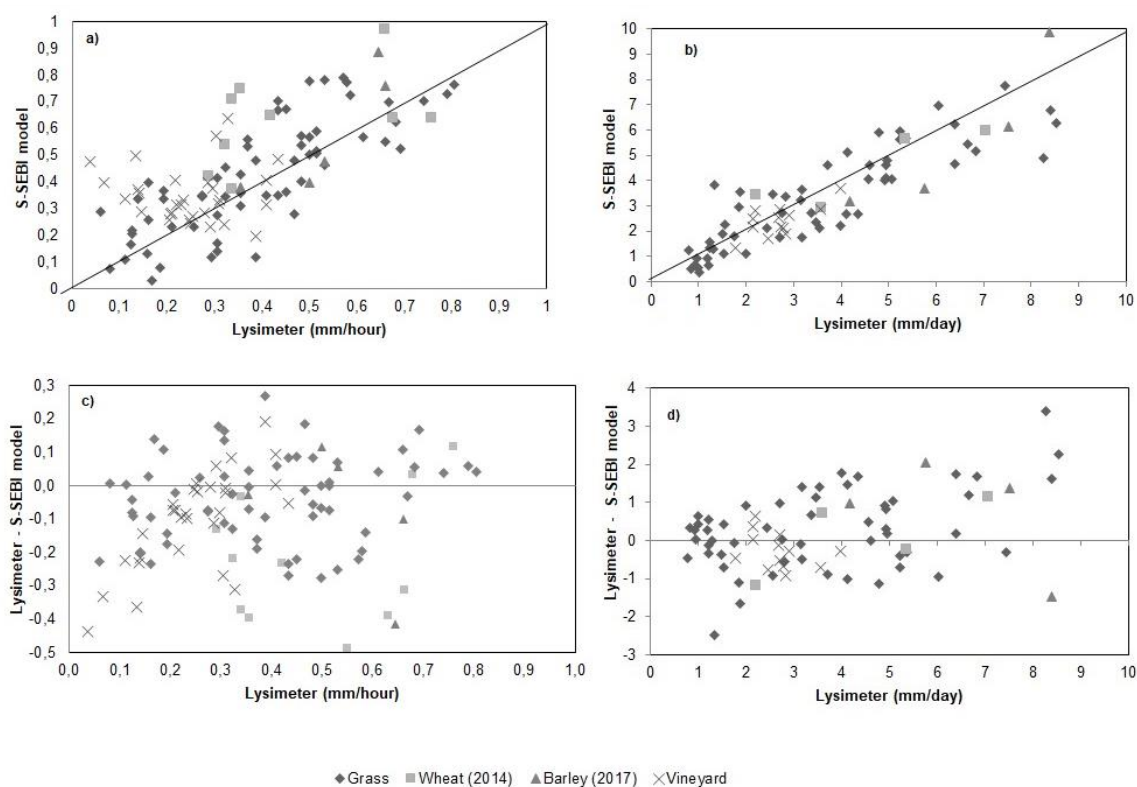 a)
S-SEBI model
1
0,9
0,8
0,7
0,6
0,5
0,4
0,3
0,2
0,1
0
0 0,1 0,2 0,3 0,4 0,5 0,6 0,7 0,8 0,9 1
Lysimeter (mm/hour)
b)
S-SEBI model
10
9
8
7
6
5
4
3
2
1
0
0 1 2 3 4 5 6 7 8 9 10
Lysimeter (mm/day)
c)
Lysimeter - S-SEBI model
0,3
0,2
0,1
0,0
-0,1
-0,2
-0,3
-0,4
-0,5
0,0 0,1 0,2 0,3 0,4 0,5 0,6 0,7 0,8 0,9 1,0
Lysimeter (mm/hour)
d)
Lysimeter - S-SEBI model
4
3
2
1
0
-1
-2
-3
0 1 2 3 4 5 6 7 8 9 10
Lysimeter (mm/day)
Grass Wheat (2014) Barley (2017) Vineyard